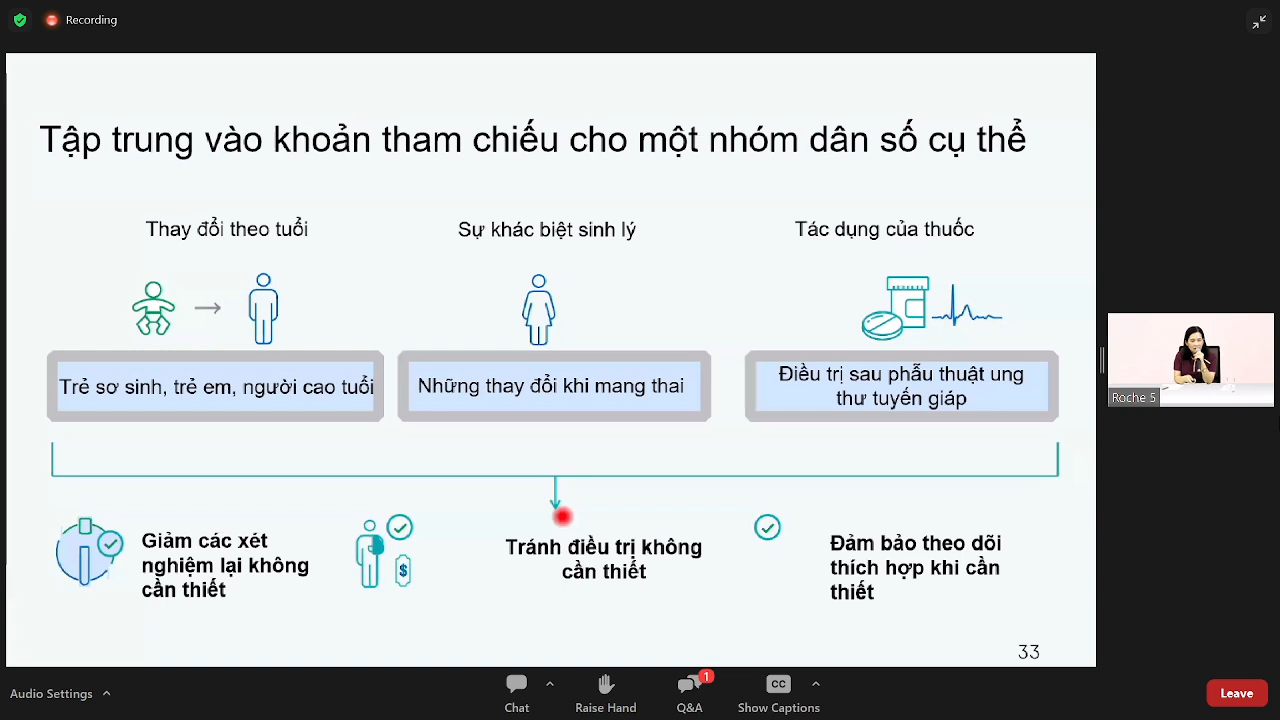 Recording
Tập trung vào khoản tham chiếu cho một nhóm dân số cụ thể
Thay đổi theo tuổi
Sự khác biệt sinh lý
Tác dụng của thuốc
Trẻ sơ sinh, trẻ em, người cao tuổi
Những thay đổi khi mang thai
Điều trị sau phẫu thuật ung
thư tuyến giáp
Giảm các xét
nghiệm lại không
cần thiết
$
Tránh điều trị không
cần thiết
Đảm bảo theo dõi
thích hợp khi cần
thiết
33
Roche 5
Audio Settings
Chat
Raise Hand
1
Q&A
CC
Show Captions
Leave